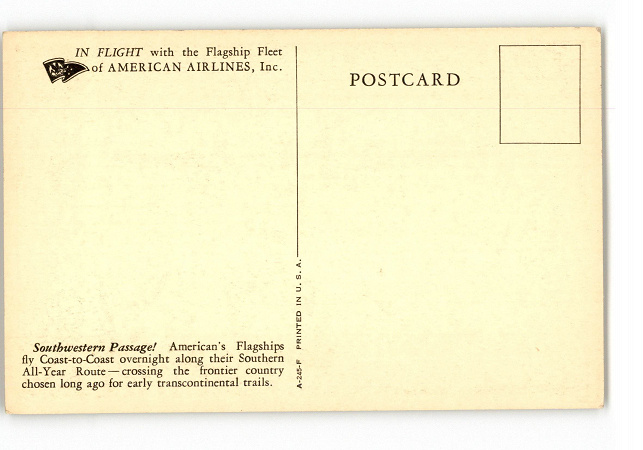 IN FLIGHT with the Flagship Fleet
of AMERICAN AIRLINES, Inc.
POSTCARD
A-245-F PRINTED IN U. S. A.
Southwestern Passage! American's Flagships
fly Coast-to-Coast overnight along their Southern
All-Year Route—crossing the frontier country
chosen long ago for early transcontinental trails.